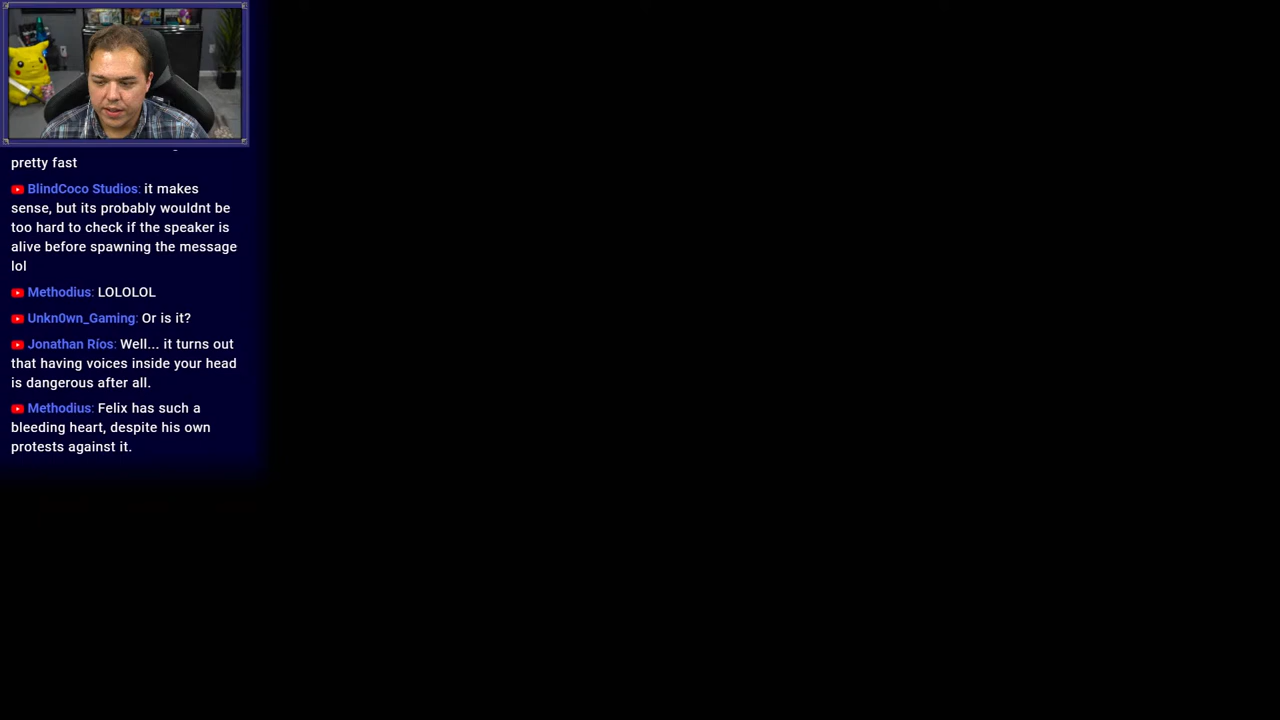 pretty fast
BlindCoco Studios: it makes
sense, but its probably wouldnt be
too hard to check if the speaker is
alive before spawning the message
lol
Methodius: LOLOLOL
Unkn0wn_Gaming: Or is it?
Jonathan Ríos: Well... it turns out
that having voices inside your head
is dangerous after all.
Methodius: Felix has such a
bleeding heart, despite his own
protests against it.